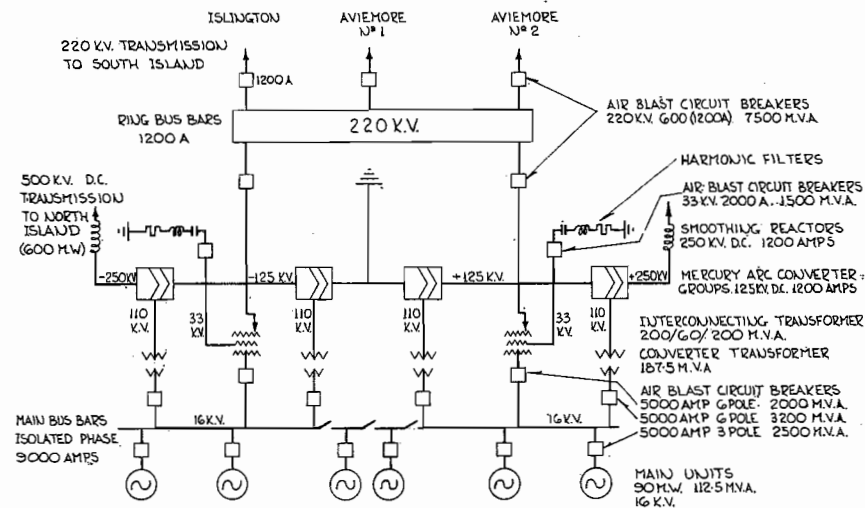 ISLINGTON
AVIEMORE
Nº 1
AVIEMORE
Nº 2
220 K.V. TRANSMISSION
TO SOUTH ISLAND
1200 A
RING BUS BARS
1200 A
220 K.V.
AIR BLAST CIRCUIT BREAKERS
220 K.V. 600 (1200A) 7500 M.V.A.
HARMONIC FILTERS
AIR BLAST CIRCUIT BREAKERS
33 K.V. 2000 A. 1,500 M.V.A.
500 K.V. D.C.
TRANSMISSION
TO NORTH
ISLAND
(600 M.W.)
SMOOTHING REACTORS
250 K.V. D.C. 1200 AMPS
-250KV
-125 K.V.
+125 K.V.
+250KV
MERCURY ARC CONVERTER
GROUPS. 125KV. D.C. 1200 AMPS
110
K.V.
33
K.V.
110
K.V.
110
K.V.
33
K.V.
110
K.V.
INTERCONNECTING TRANSFORMER
200/60/200 M.V.A.
CONVERTER TRANSFORMER
187.5 M.V.A
AIR BLAST CIRCUIT BREAKERS
5000 AMP 6 POLE 2000 M.V.A.
5000 AMP 6 POLE 3200 M.V.A.
5000 AMP 3 POLE 2500 M.V.A.
MAIN BUS BARS
ISOLATED PHASE
9000 AMPS
16 K.V.
16 K.V.
MAIN UNITS
90 M.W. 112.5 M.V.A.
16 K.V.